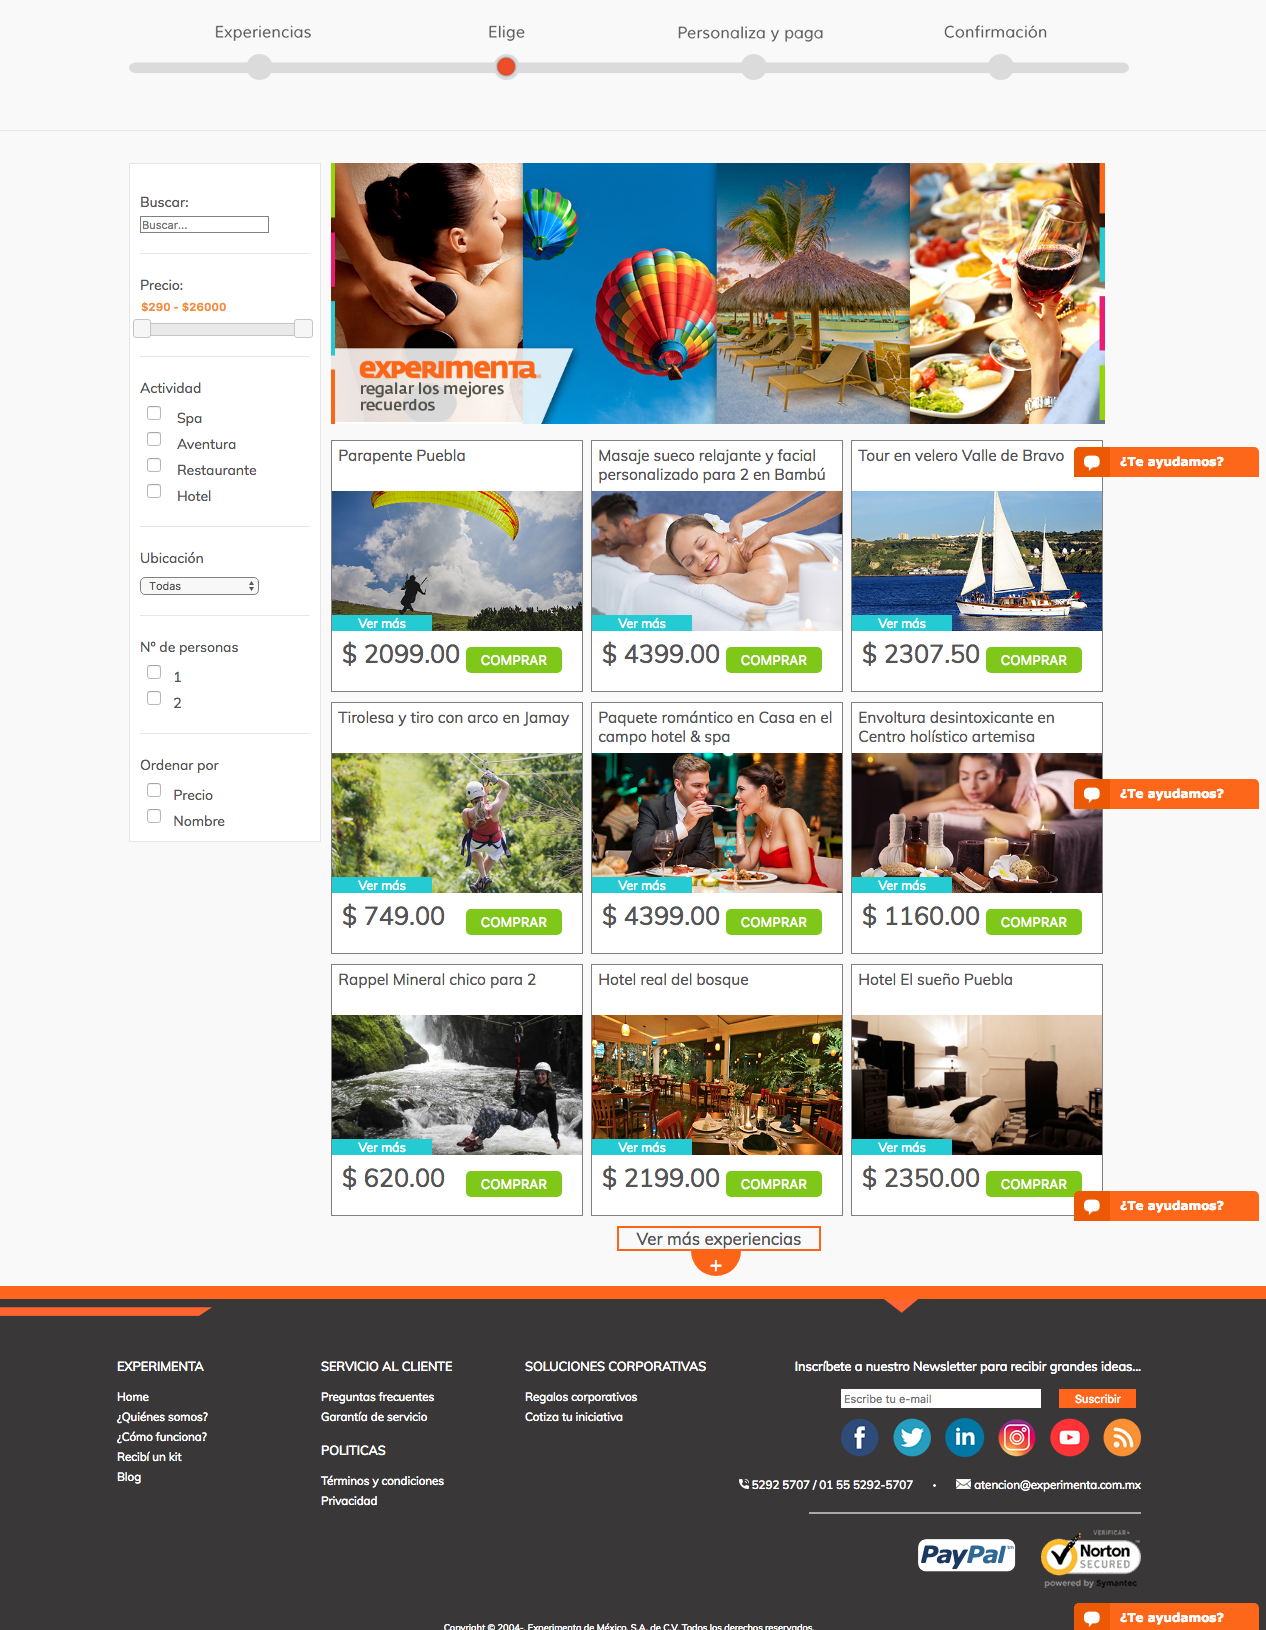 Experiencias
Elige
Personaliza y paga
Confirmación
Buscar:
Buscar...
Precio:
$290 - $26000
Actividad
Spa
Aventura
Restaurante
Hotel
Ubicación
Todas
Nº de personas
1
2
Ordenar por
Precio
Nombre
experimenta
regalar los mejores
recuerdos
Parapente Puebla
Ver más
$ 2099.00
COMPRAR
Masaje sueco relajante y facial
personalizado para 2 en Bambú
Ver más
$ 4399.00
COMPRAR
Tour en velero Valle de Bravo
Ver más
$ 2307.50
COMPRAR
¿Te ayudamos?
Tirolesa y tiro con arco en Jamay
Ver más
$ 749.00
COMPRAR
Paquete romántico en Casa en el
campo hotel & spa
Ver más
$ 4399.00
COMPRAR
Envoltura desintoxicante en
Centro holístico artemisa
Ver más
$ 1160.00
COMPRAR
¿Te ayudamos?
Rappel Mineral chico para 2
Ver más
$ 620.00
COMPRAR
Hotel real del bosque
Ver más
$ 2199.00
COMPRAR
Hotel El sueño Puebla
Ver más
$ 2350.00
COMPRAR
¿Te ayudamos?
Ver más experiencias
+
EXPERIMENTA
Home
¿Quiénes somos?
¿Cómo funciona?
Recibí un kit
Blog
SERVICIO AL CLIENTE
Preguntas frecuentes
Garantía de servicio
POLITICAS
Términos y condiciones
Privacidad
SOLUCIONES CORPORATIVAS
Regalos corporativos
Cotiza tu iniciativa
Inscríbete a nuestro Newsletter para recibir grandes ideas...
Escribe tu e-mail
Suscribir
5292 5707 / 01 55 5292-5707
•
atencion@experimenta.com.mx
PayPal
VERIFICAR
Norton
SECURED
powered by Symantec
¿Te ayudamos?
Copyright © 2004-. Experimenta de México, S.A. de C.V. Todos los derechos reservados.